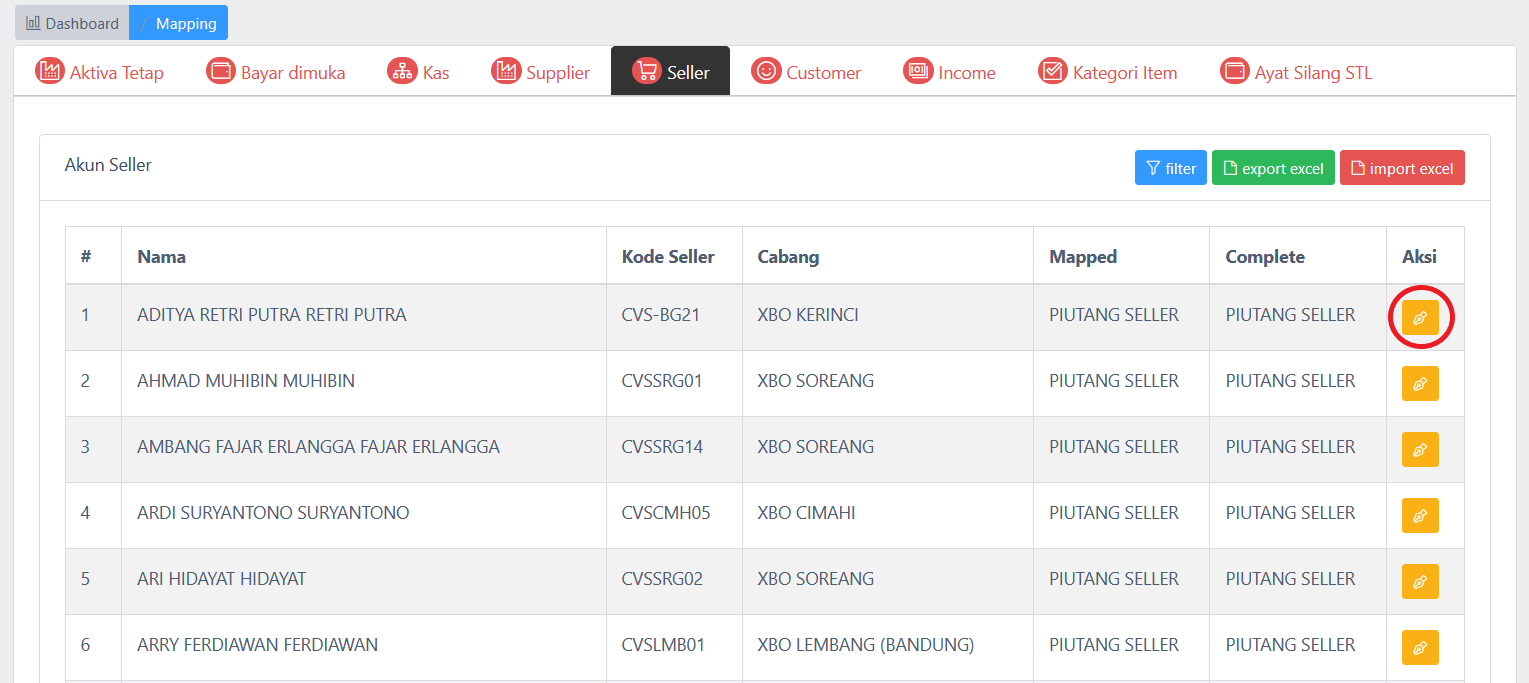 Dashboard / Mapping
Aktiva Tetap Bayar dimuka Kas Supplier Seller Customer Income Kategori Item Ayat Silang STL
Akun Seller filter export excel import excel
# Nama Kode Seller Cabang Mapped Complete Aksi
1 ADITYA RETRI PUTRA RETRI PUTRA CVS-BG21 XBO KERINCI PIUTANG SELLER PIUTANG SELLER
2 AHMAD MUHIBIN MUHIBIN CVSSRG01 XBO SOREANG PIUTANG SELLER PIUTANG SELLER
3 AMBANG FAJAR ERLANGGA FAJAR ERLANGGA CVSSRG14 XBO SOREANG PIUTANG SELLER PIUTANG SELLER
4 ARDI SURYANTONO SURYANTONO CVSCMH05 XBO CIMAHI PIUTANG SELLER PIUTANG SELLER
5 ARI HIDAYAT HIDAYAT CVSSRG02 XBO SOREANG PIUTANG SELLER PIUTANG SELLER
6 ARRY FERDIAWAN FERDIAWAN CVSLMB01 XBO LEMBANG (BANDUNG) PIUTANG SELLER PIUTANG SELLER